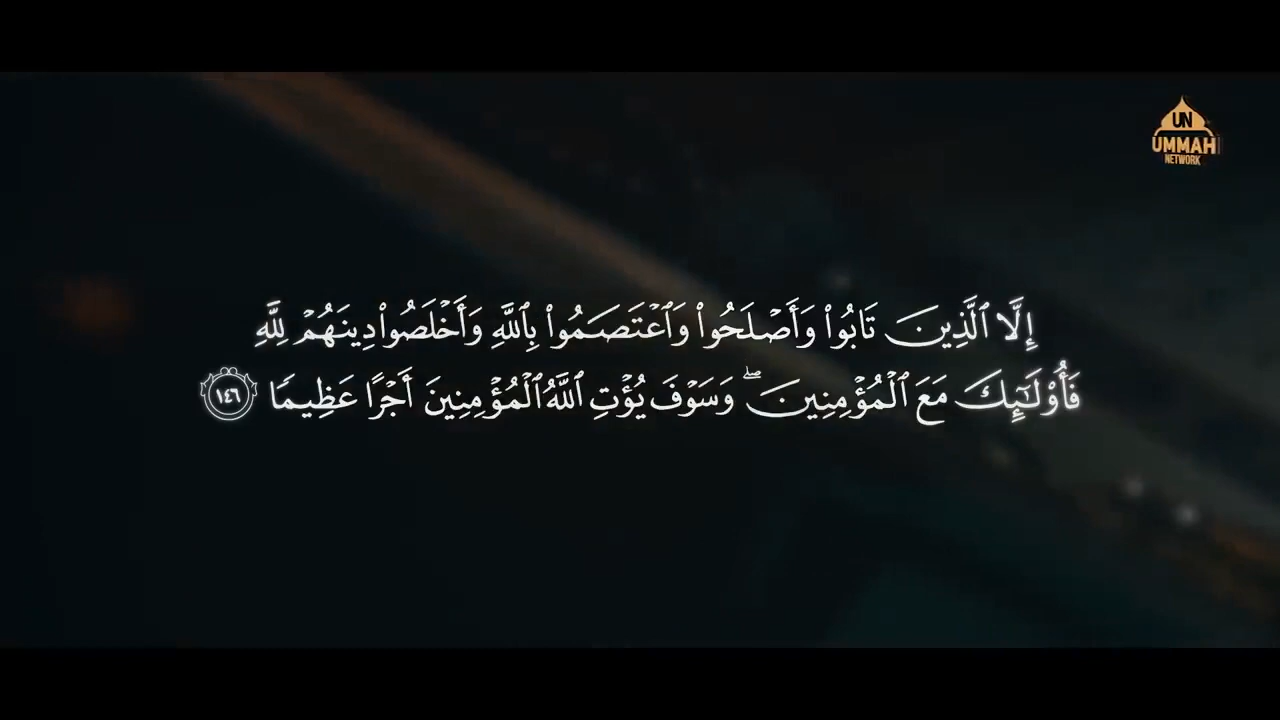 UN
UMMAH
NETWORK
إِلَّا ٱلَّذِينَ تَابُوا۟ وَأَصْلَحُوا۟ وَٱعْتَصَمُوا۟ بِٱللَّهِ وَأَخْلَصُوا۟ دِينَهُمْ لِلَّهِ
فَأُو۟لَـٰٓئِكَ مَعَ ٱلْمُؤْمِنِينَ ۖ وَسَوْفَ يُؤْتِ ٱللَّهُ ٱلْمُؤْمِنِينَ أَجْرًا عَظِيمًا ١٤٦